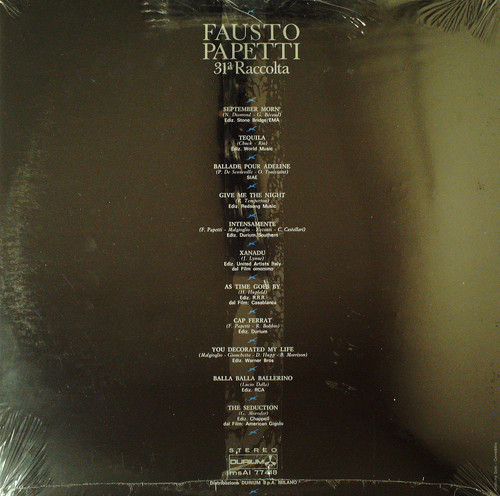 FAUSTO
PAPETTI
31ª Raccolta
SEPTEMBER MORN'
(N. Diamond - G. Bécaud)
Ediz. Stone Bridge/EMA
TEQUILA
(Chuck - Rio)
Ediz. World Music
BALLADE POUR ADELINE
(P. De Senneville - O. Toussaint)
SIAE
GIVE ME THE NIGHT
(R. Temperton)
Ediz. Rodsong Music
INTENSAMENTE
(F. Papetti - Malgioglio - - C. Castellari)
Ediz. Durium/Southern
XANADU
(J. Lynne)
Ediz. United Artists Italy
dal Film omonimo
AS TIME GOES BY
(H. Hupfeld)
Ediz. R.R.R.
dal Film: Casablanca
CAP FERRAT
(F. Papetti - R. Babbin)
Ediz. Durium
YOU DECORATED MY LIFE
(Malgioglio - - D. Hupp - B. Morrison)
Ediz. Warner Bros
BALLA BALLA BALLERINO
(Lucio Dalla)
Ediz. RCA
THE SEDUCTION
(G. Moroder)
Ediz. Chappell
dal Film: American Gigolo
STEREO
DURIUM
msAI 77418
Distribuzione: DURIUM S.p.A. MILANO